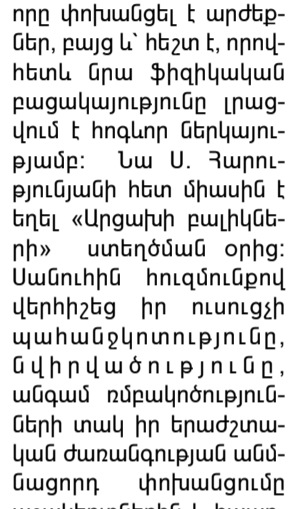 որը փոխանցել է արժեք-
ներ, բայց և՝ հեշտ է, որով-
հետև նրա ֆիզիկական
բացակայությունը լրաց-
վում է հոգևոր ներկայու-
թյամբ: Նա Ս. Հարու-
թյունյանի հետ միասին է
եղել «Արցախի բալիկնե-
րի» ստեղծման օրից:
Սանուհին հուզմունքով
վերհիշեց իր ուսուցչի
պահանջկոտությունը,
նվիրվածությունը,
անգամ ռմբակոծություն-
ների տակ իր երաժշտա-
կան ժառանգության անմ-
նացորդ փոխանցումը